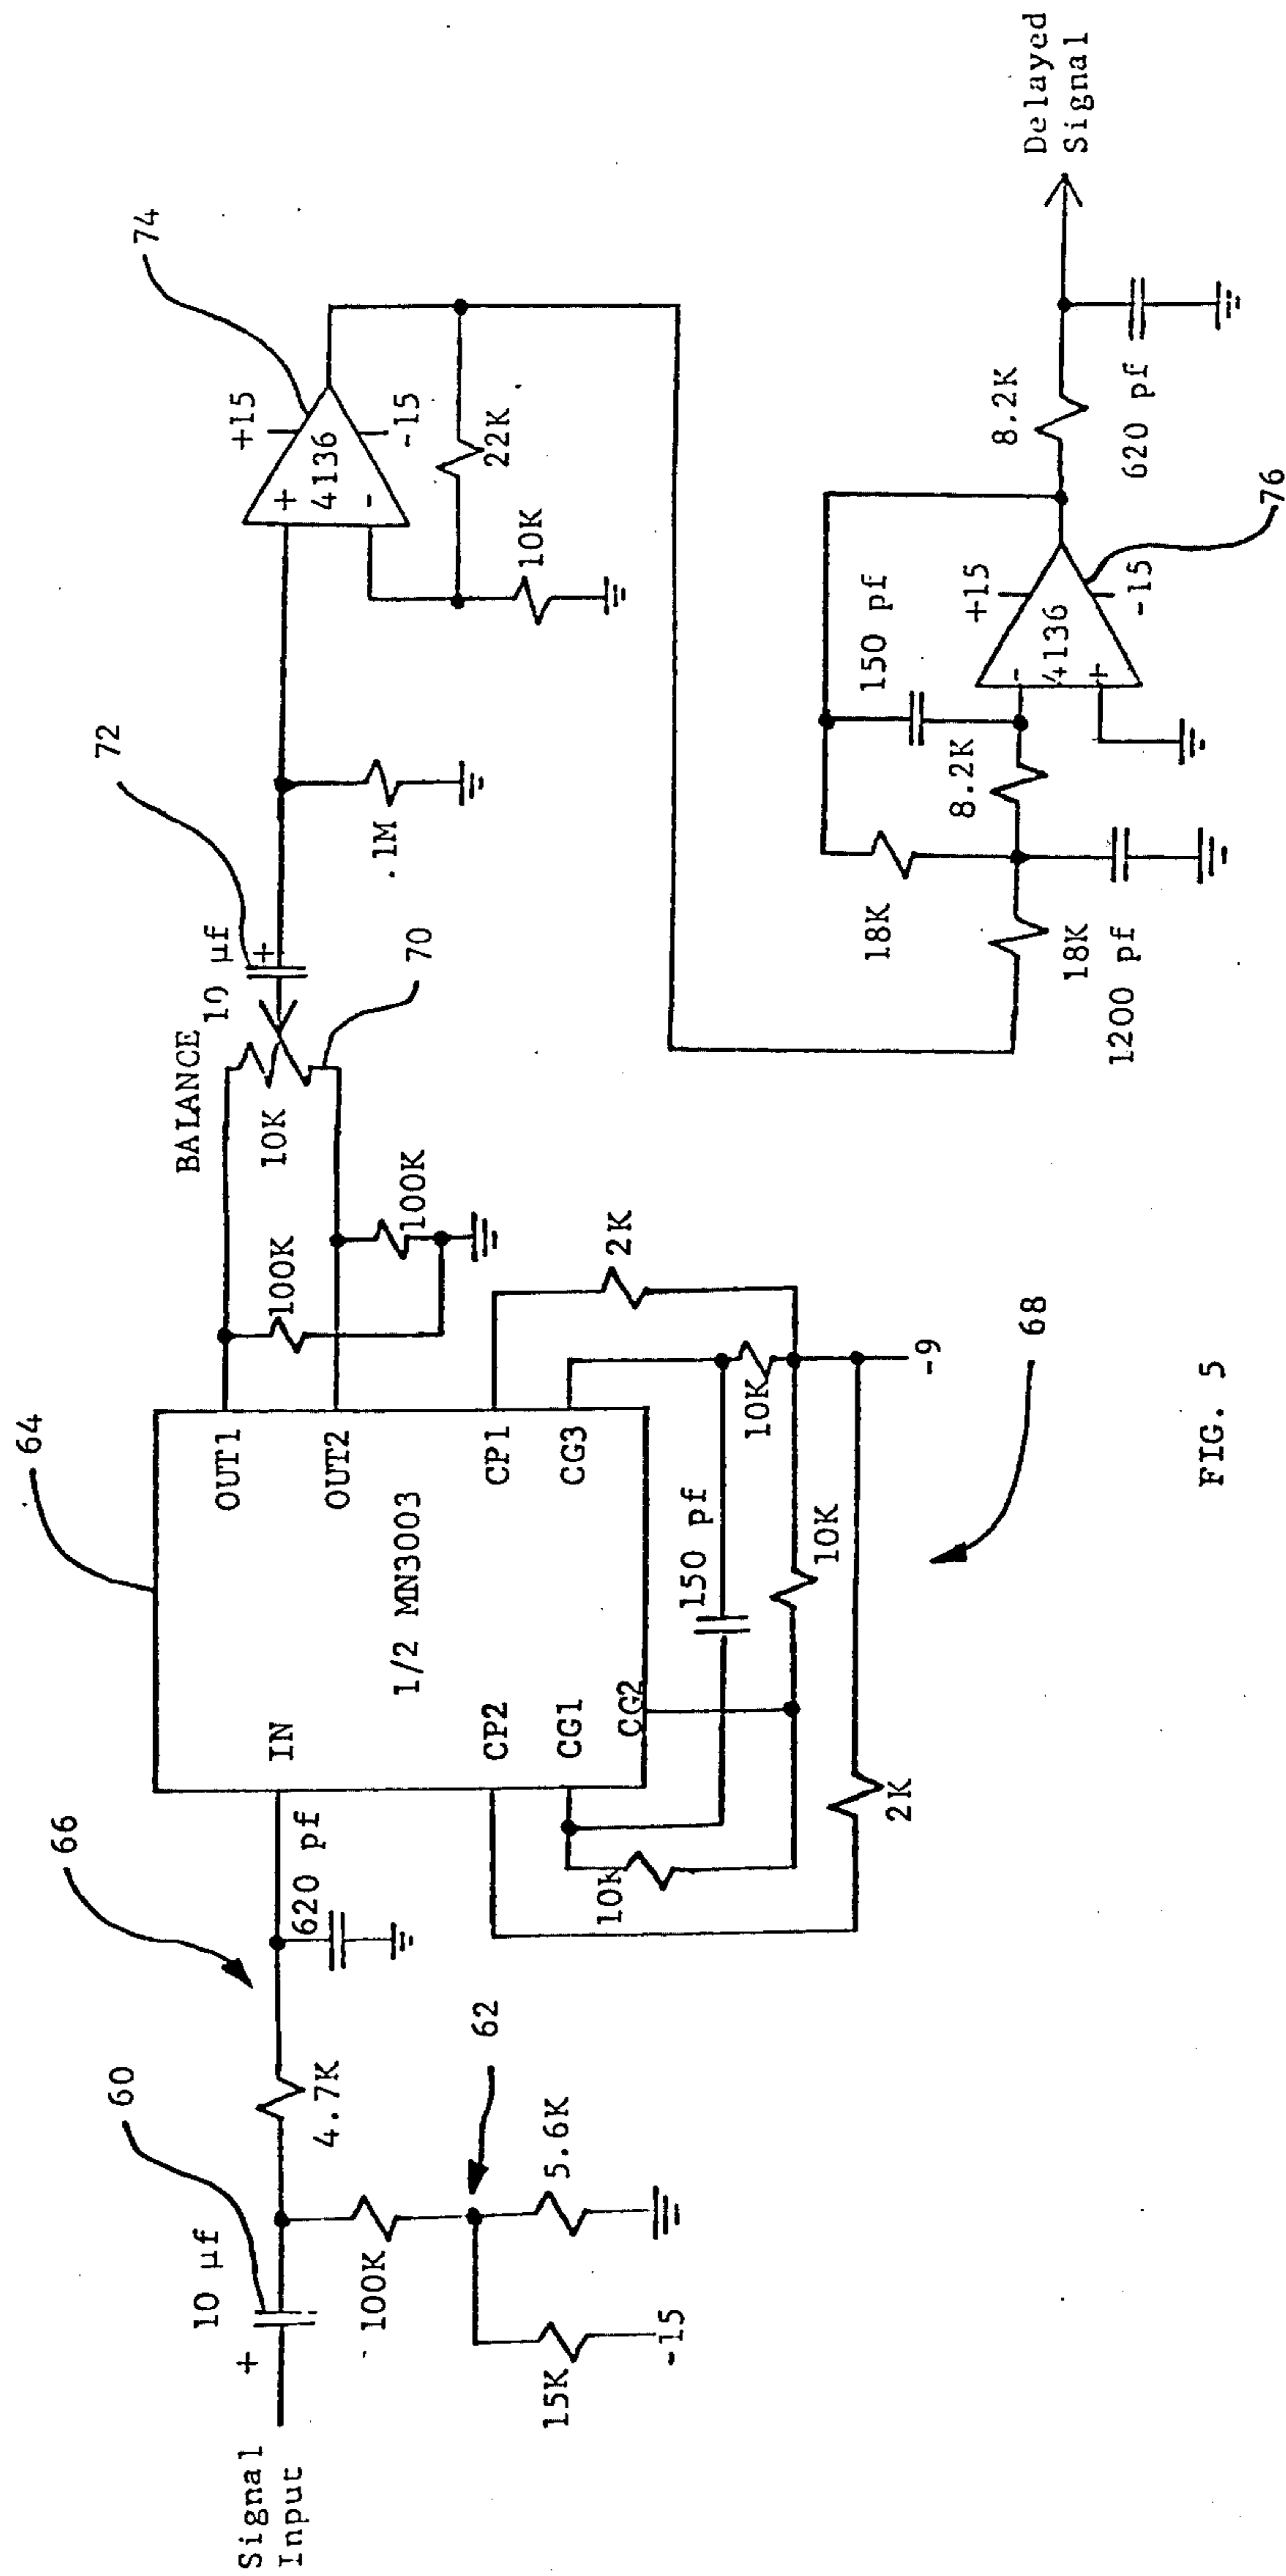 Signal
Input
+
10 µf
60
100K
15K
-15
5.6K
62
4.7K
66
620 pf
64
IN
OUT1
OUT2
1/2 MN3003
CP2
CP1
CG1
CG3
CG2
10K
150 pf
10K
10K
2K
2K
-9
68
100K
100K
BALANCE
10K
70
10 µf
+
72
.1M
74
+15
+
4136
-
-15
22K
10K
18K
18K
1200 pf
8.2K
150 pf
+15
-
4136
+
-15
76
8.2K
620 pf
Delayed
Signal
FIG. 5